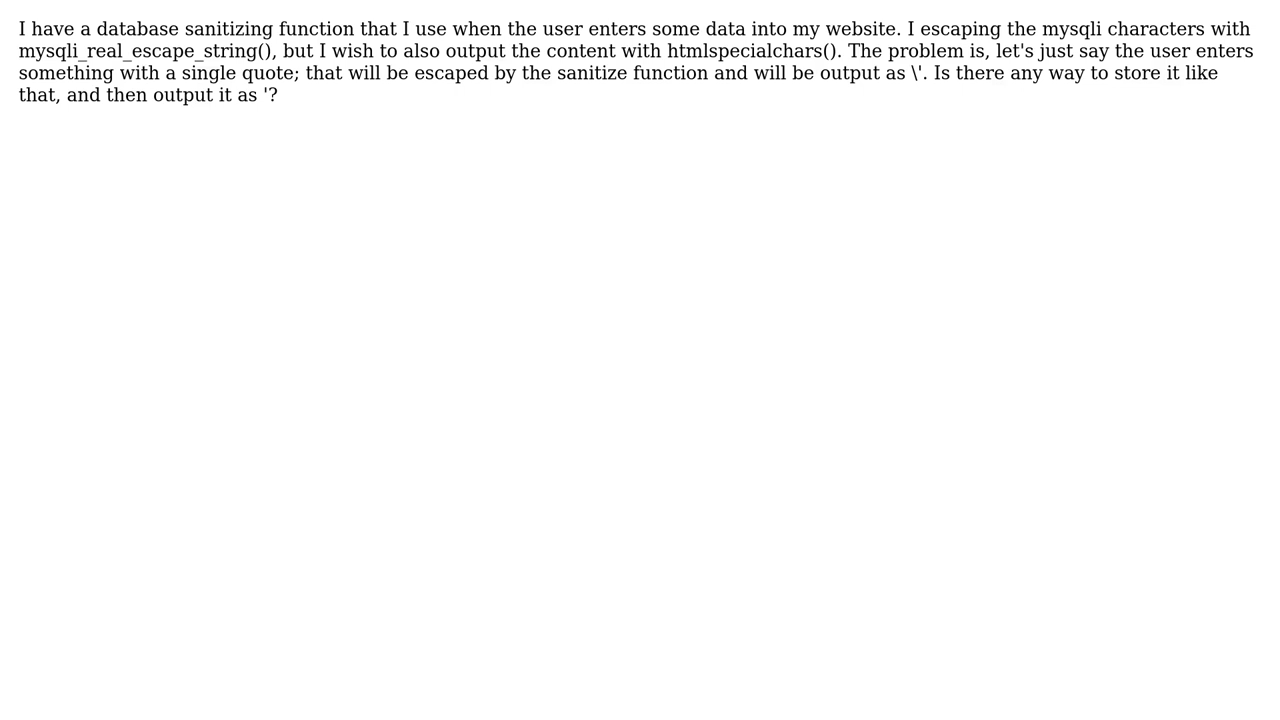 I have a database sanitizing function that I use when the user enters some data into my website. I escaping the mysqli characters with
mysqli_real_escape_string(), but I wish to also output the content with htmlspecialchars(). The problem is, let's just say the user enters
something with a single quote; that will be escaped by the sanitize function and will be output as \'. Is there any way to store it like
that, and then output it as '?